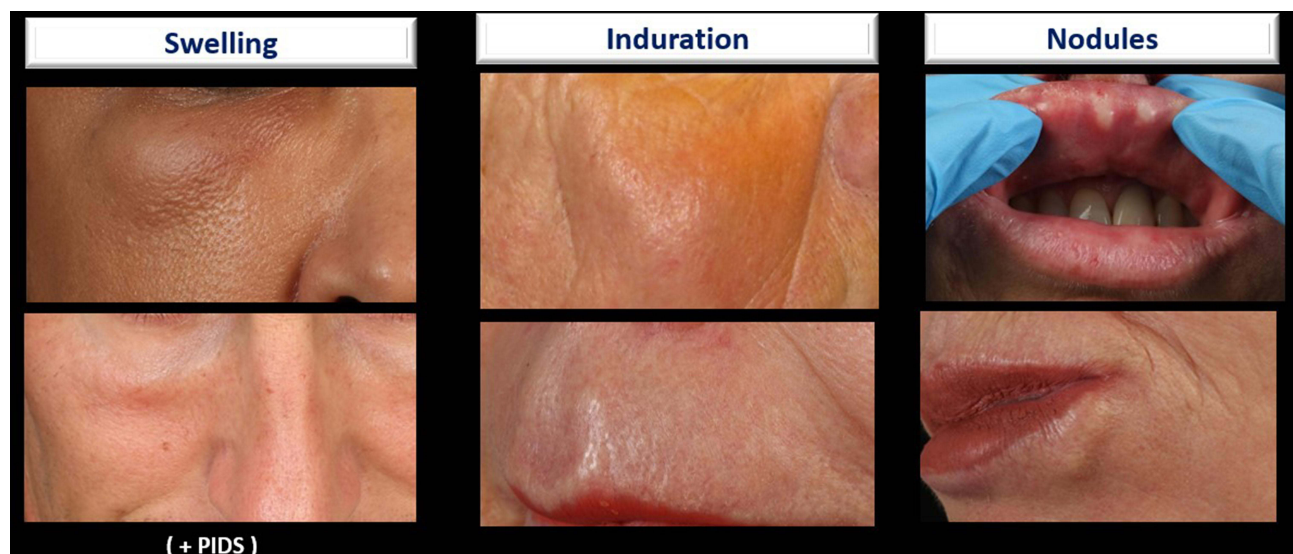 Swelling
Induration
Nodules
( + PIDS )